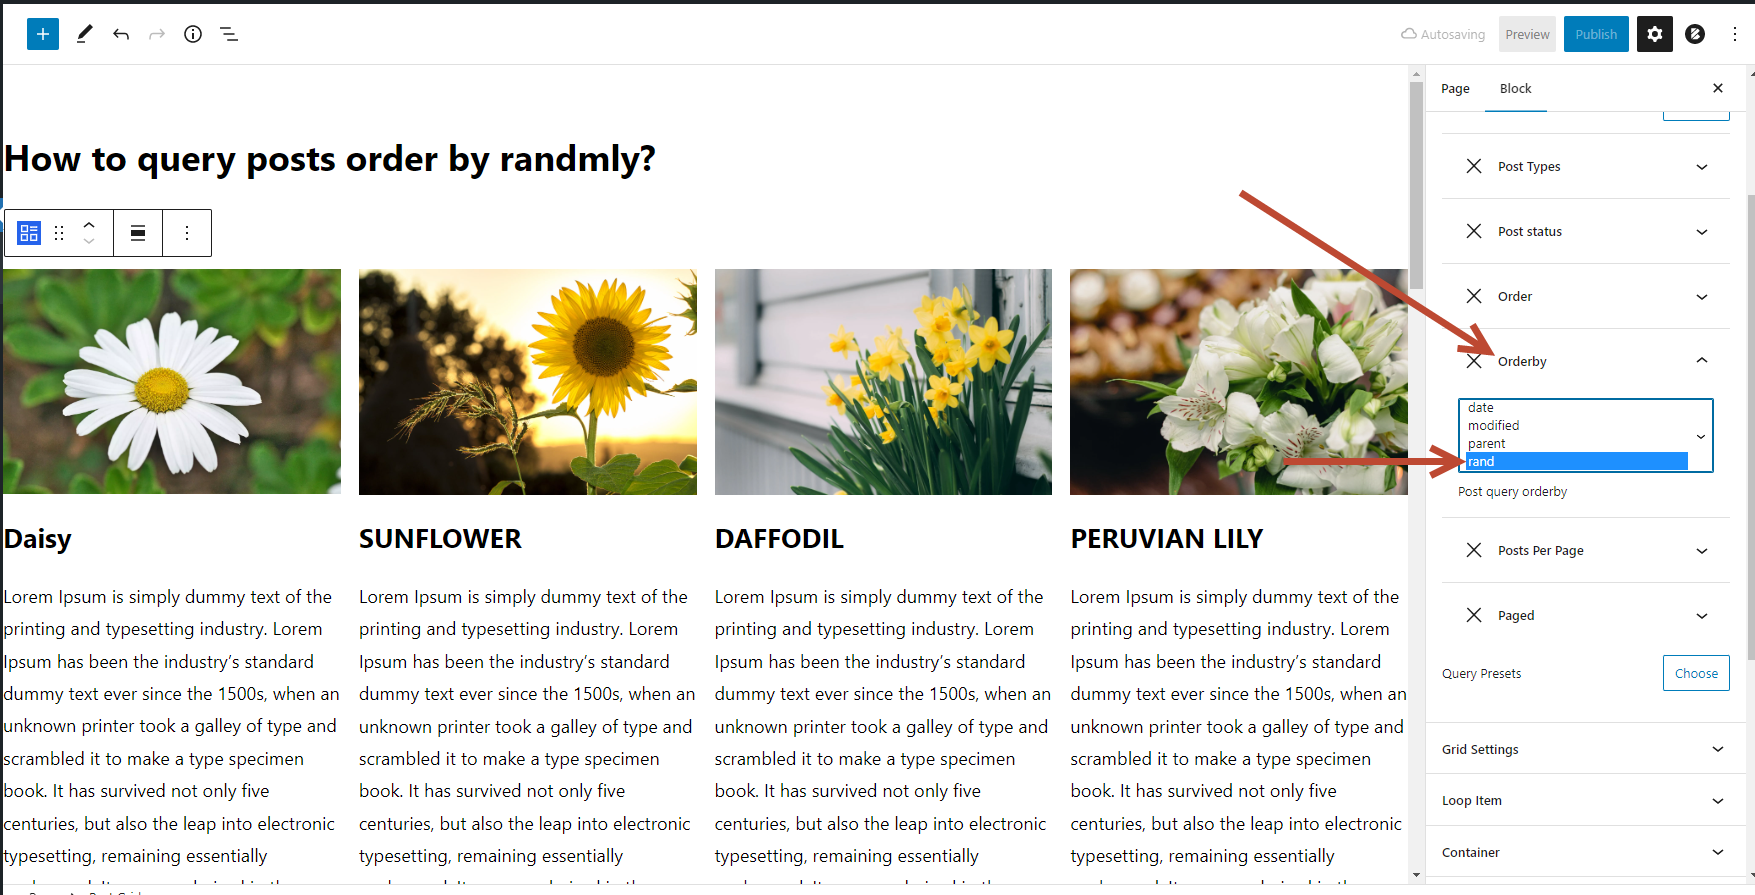 Autosaving
Preview
Publish
Page
Block
How to query posts order by randmly?
Post Types
Post status
Order
Orderby
date
modified
parent
rand
Post query orderby
Posts Per Page
Paged
Query Presets
Choose
Grid Settings
Loop Item
Container
Daisy
Lorem Ipsum is simply dummy text of the
printing and typesetting industry. Lorem
Ipsum has been the industry’s standard
dummy text ever since the 1500s, when an
unknown printer took a galley of type and
scrambled it to make a type specimen
book. It has survived not only five
centuries, but also the leap into electronic
typesetting, remaining essentially
SUNFLOWER
Lorem Ipsum is simply dummy text of the
printing and typesetting industry. Lorem
Ipsum has been the industry’s standard
dummy text ever since the 1500s, when an
unknown printer took a galley of type and
scrambled it to make a type specimen
book. It has survived not only five
centuries, but also the leap into electronic
typesetting, remaining essentially
DAFFODIL
Lorem Ipsum is simply dummy text of the
printing and typesetting industry. Lorem
Ipsum has been the industry’s standard
dummy text ever since the 1500s, when an
unknown printer took a galley of type and
scrambled it to make a type specimen
book. It has survived not only five
centuries, but also the leap into electronic
typesetting, remaining essentially
PERUVIAN LILY
Lorem Ipsum is simply dummy text of the
printing and typesetting industry. Lorem
Ipsum has been the industry’s standard
dummy text ever since the 1500s, when an
unknown printer took a galley of type and
scrambled it to make a type specimen
book. It has survived not only five
centuries, but also the leap into electronic
typesetting, remaining essentially